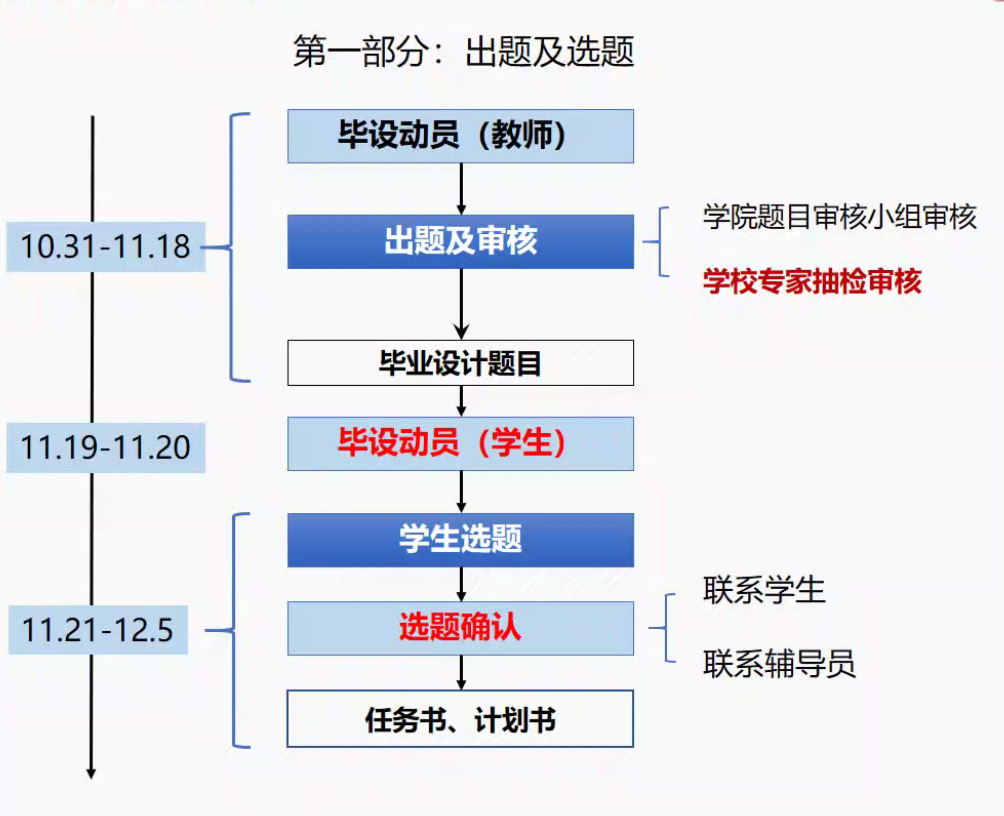 第一部分：出题及选题
毕设动员（教师）
10.31-11.18
出题及审核
学院题目审核小组审核
学校专家抽检审核
毕业设计题目
11.19-11.20
毕设动员（学生）
学生选题
11.21-12.5
选题确认
联系学生
联系辅导员
任务书、计划书